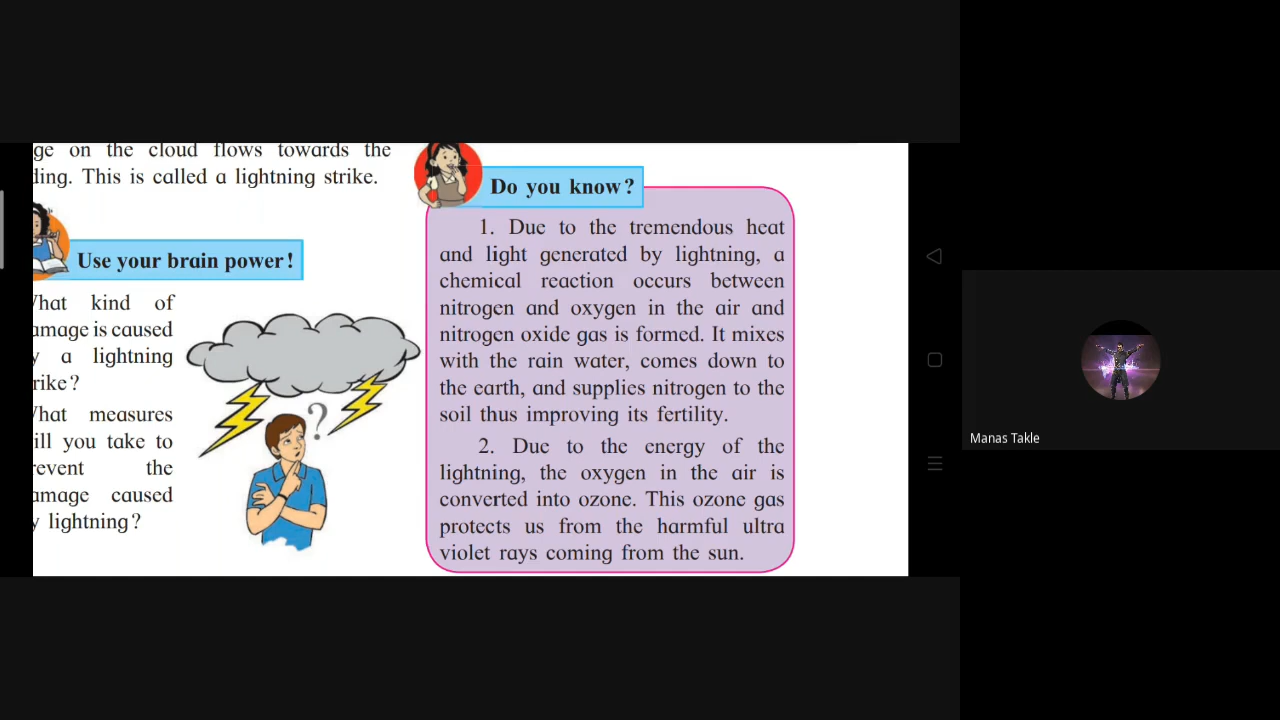 ge on the cloud flows towards the
ding. This is called a lightning strike.
Use your brain power!
hat kind of
amage is caused
y a lightning
rike?
hat measures
ill you take to
revent the
amage caused
y lightning?
?
Do you know?
1. Due to the tremendous heat
and light generated by lightning, a
chemical reaction occurs between
nitrogen and oxygen in the air and
nitrogen oxide gas is formed. It mixes
with the rain water, comes down to
the earth, and supplies nitrogen to the
soil thus improving its fertility.
2. Due to the energy of the
lightning, the oxygen in the air is
converted into ozone. This ozone gas
protects us from the harmful ultra
violet rays coming from the sun.
Manas Takle